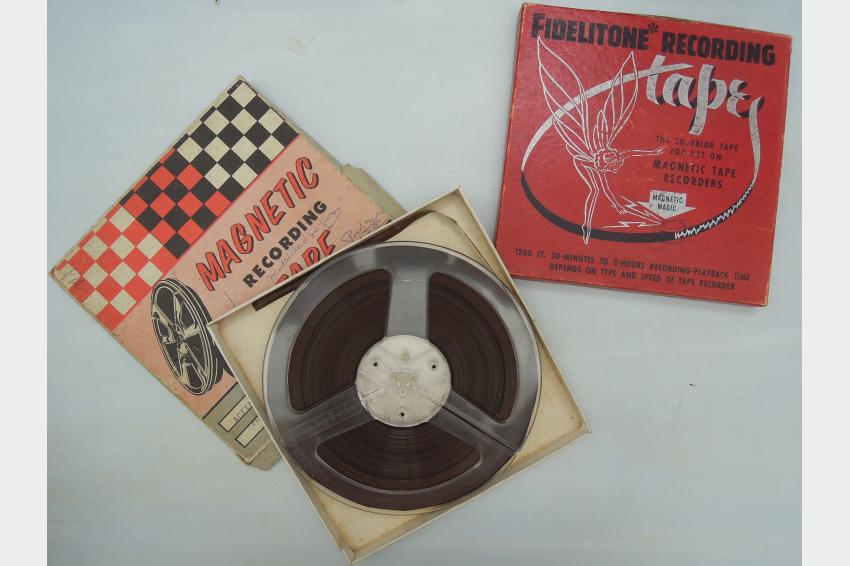 FIDELITONE* RECORDING
tape
THE SUPERIOR TAPE
FOR USE ON
MAGNETIC TAPE
RECORDERS
MAGNETIC
MAGIC
1200 FT. 30-MINUTES TO 2-HOURS RECORDING-PLAYBACK TIME
DEPENDS ON TYPE AND SPEED OF TAPE RECORDER
MAGNETIC
RECORDING
TAPE